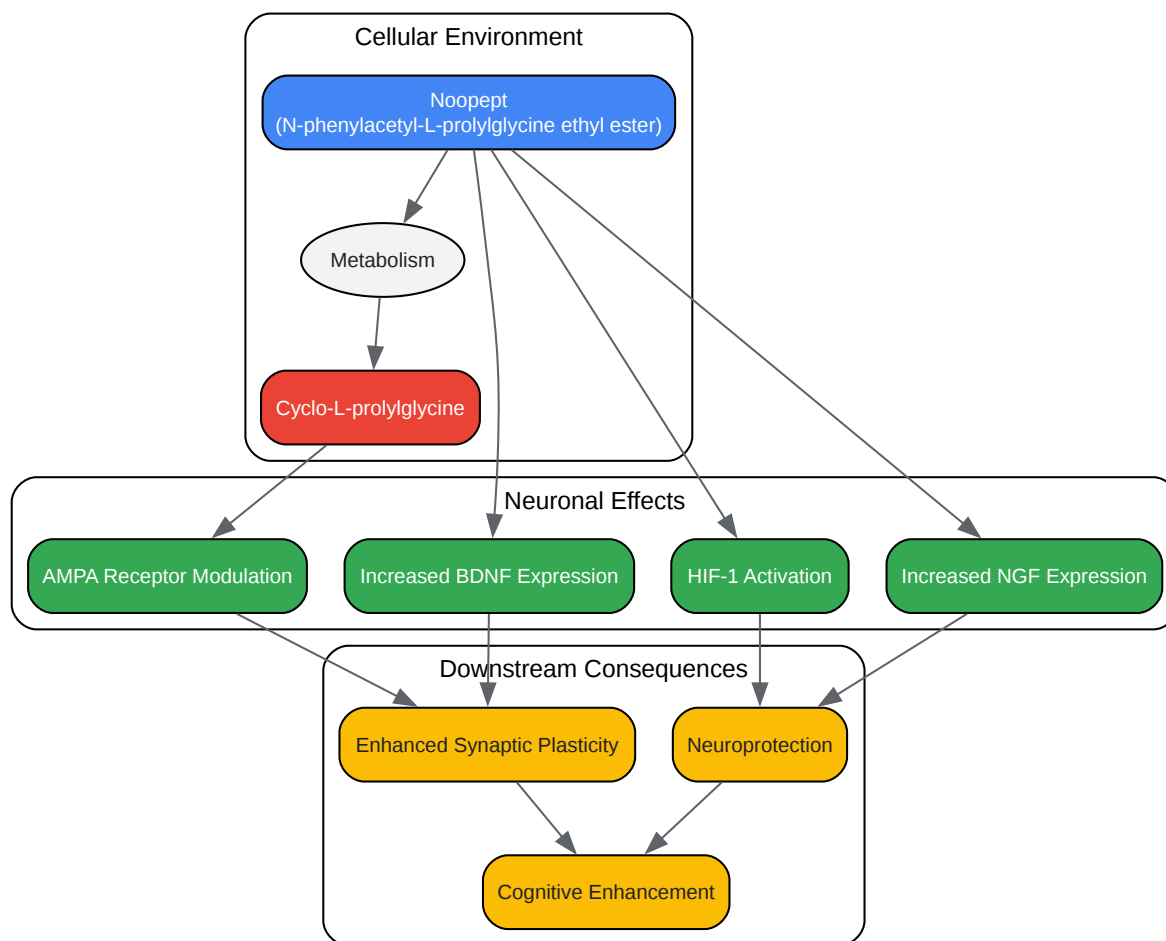 Cellular Environment
Noopept
(N-phenylacetyl-L-prolylglycine ethyl ester)
Metabolism
Cyclo-L-prolylglycine
Neuronal Effects
AMPA Receptor Modulation
Increased BDNF Expression
HIF-1 Activation
Increased NGF Expression
Downstream Consequences
Enhanced Synaptic Plasticity
Neuroprotection
Cognitive Enhancement